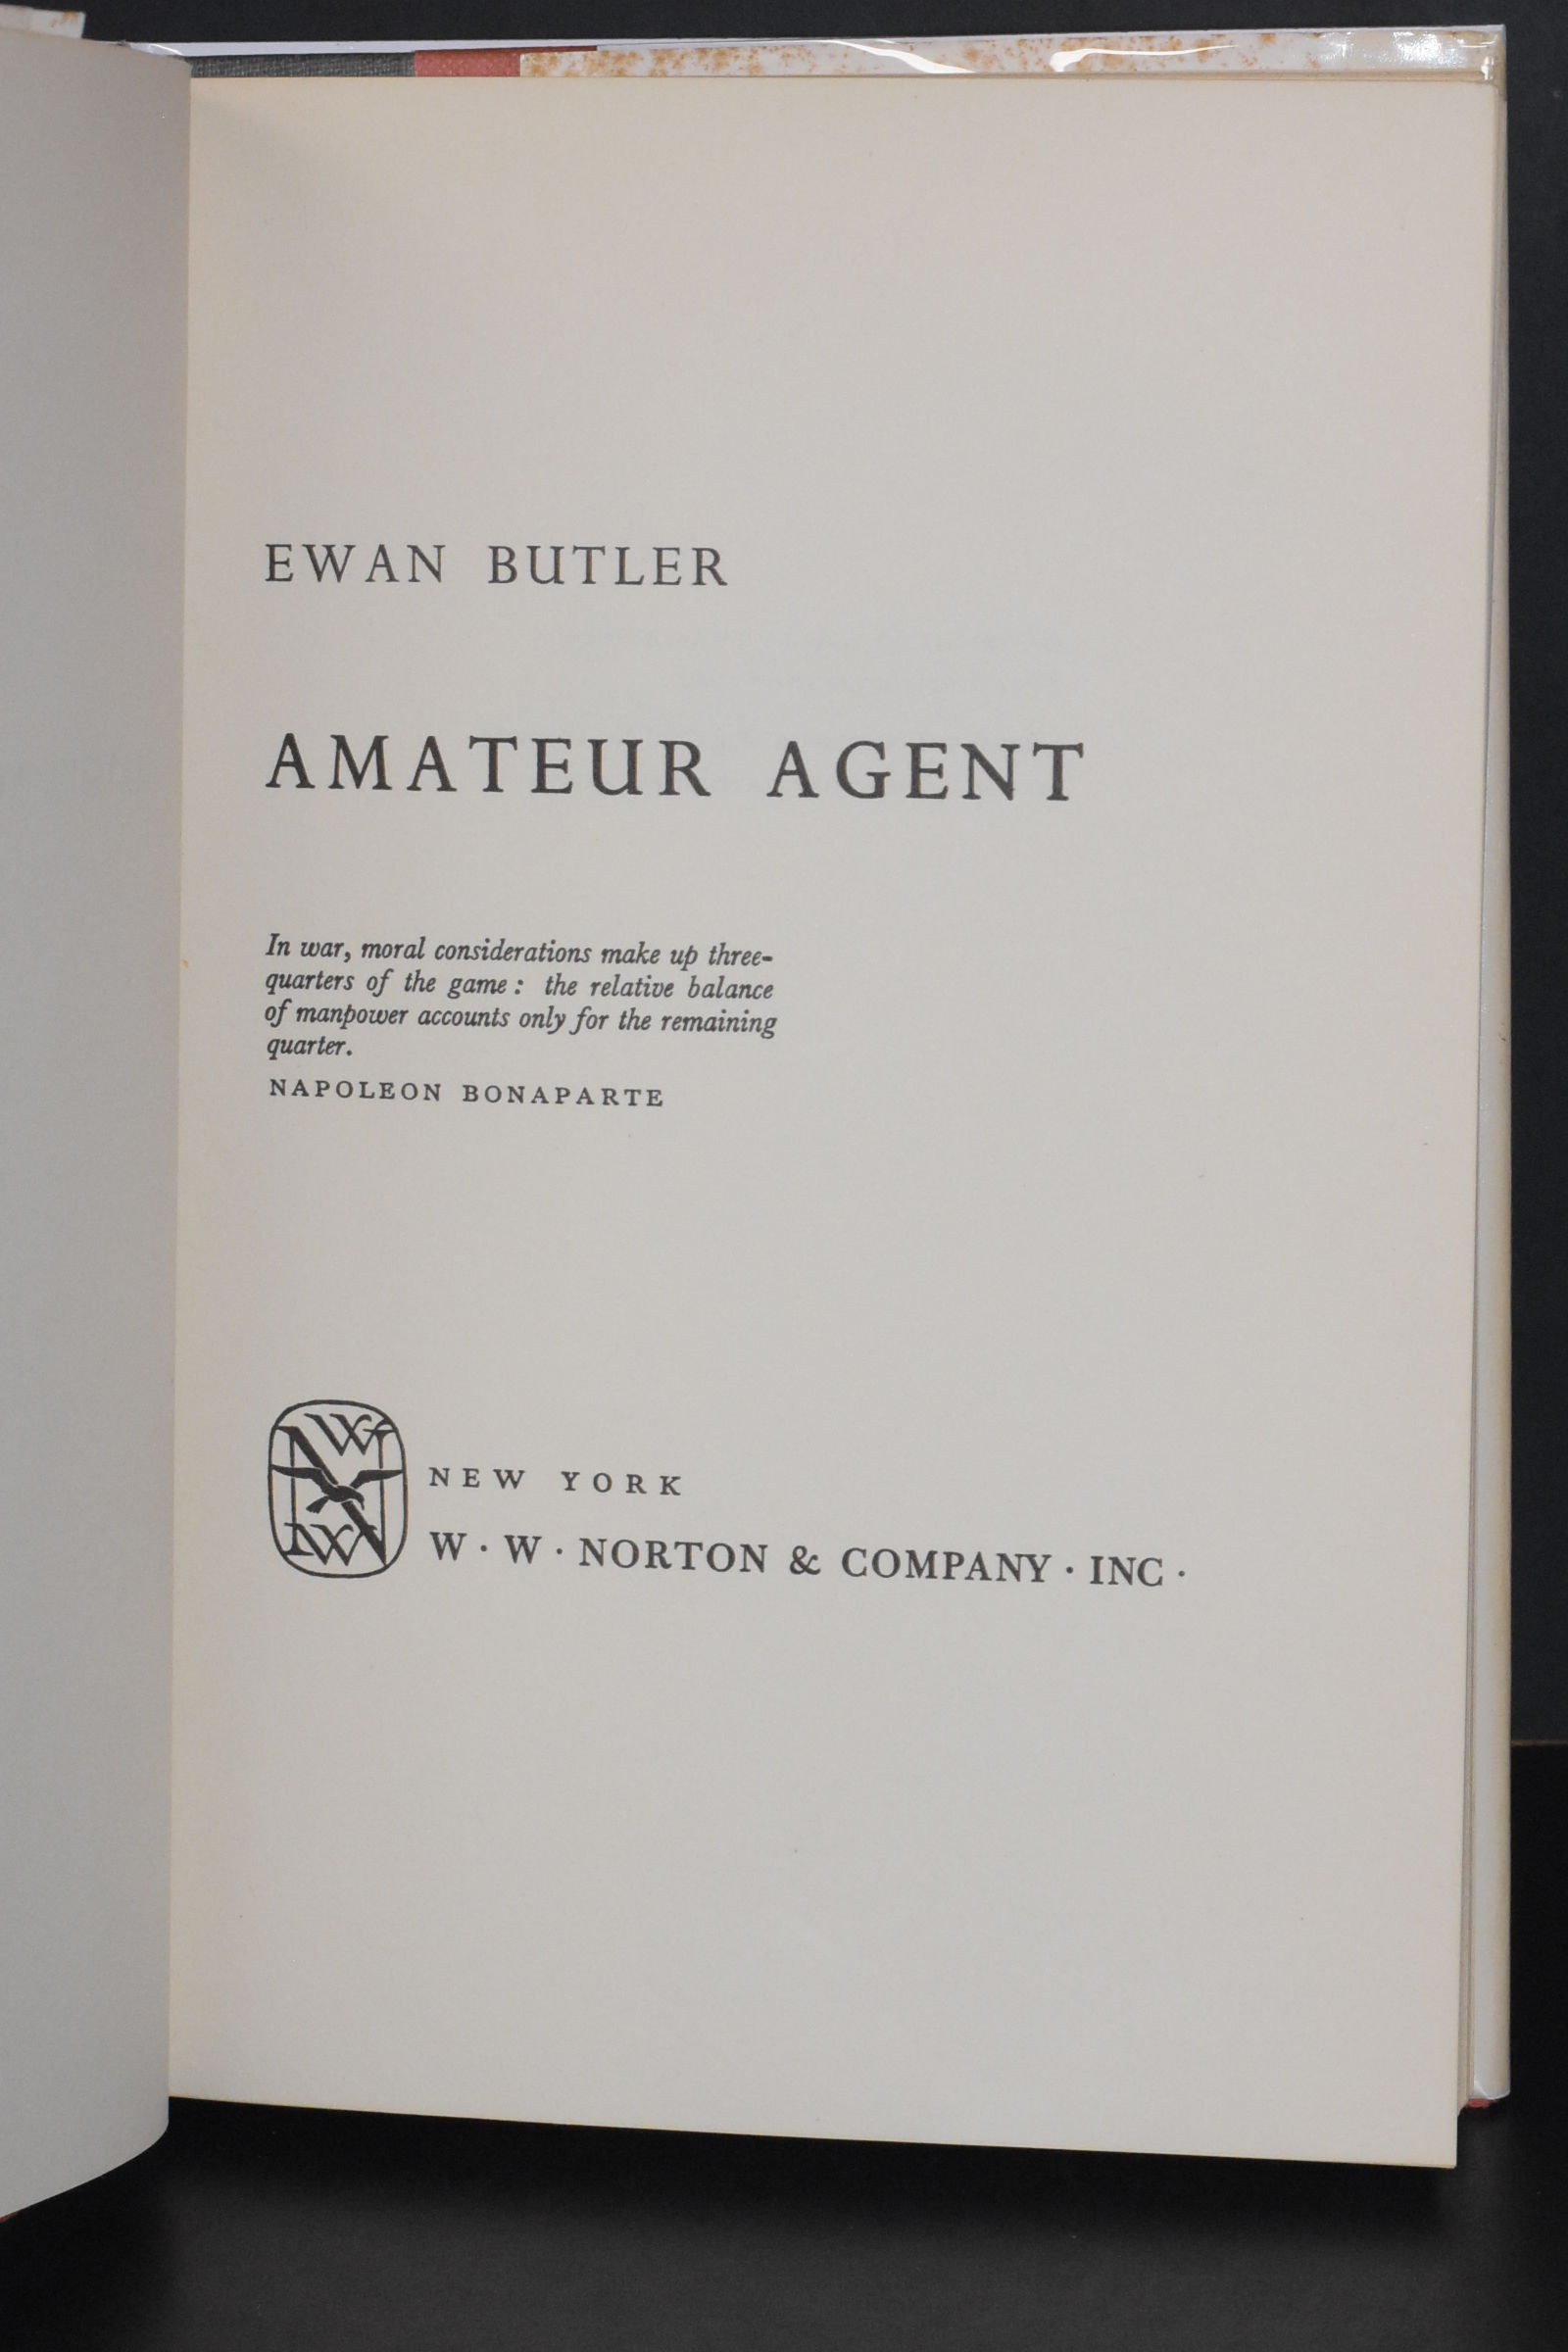 EWAN BUTLER
AMATEUR AGENT
In war, moral considerations make up three-
quarters of the game : the relative balance
of manpower accounts only for the remaining
quarter.
NAPOLEON BONAPARTE
NEW YORK
W · W · NORTON & COMPANY · INC ·